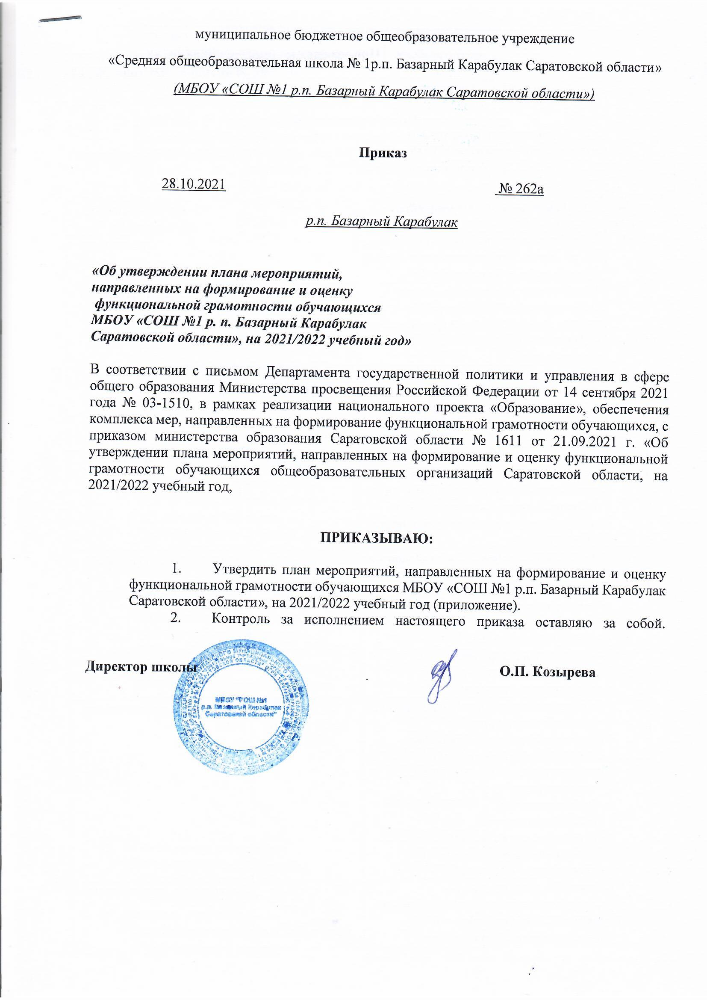 муниципальное бюджетное общеобразовательное учреждение
«Средняя общеобразовательная школа № 1р.п. Базарный Карабулак Саратовской области»
(МБОУ «СОШ №1 р.п. Базарный Карабулак Саратовской области»)
Приказ
28.10.2021 № 262а
р.п. Базарный Карабулак
«Об утверждении плана мероприятий,
направленных на формирование и оценку
функциональной грамотности обучающихся
МБОУ «СОШ №1 р. п. Базарный Карабулак
Саратовской области», на 2021/2022 учебный год»
В соответствии с письмом Департамента государственной политики и управления в сфере
общего образования Министерства просвещения Российской Федерации от 14 сентября 2021
года № 03-1510, в рамках реализации национального проекта «Образование», обеспечения
комплекса мер, направленных на формирование функциональной грамотности обучающихся, с
приказом министерства образования Саратовской области № 1611 от 21.09.2021 г. «Об
утверждении плана мероприятий, направленных на формирование и оценку функциональной
грамотности обучающихся общеобразовательных организаций Саратовской области, на
2021/2022 учебный год,
ПРИКАЗЫВАЮ:
1. Утвердить план мероприятий, направленных на формирование и оценку
функциональной грамотности обучающихся МБОУ «СОШ №1 р.п. Базарный Карабулак
Саратовской области», на 2021/2022 учебный год (приложение).
2. Контроль за исполнением настоящего приказа оставляю за собой.
Директор школы О.П. Козырева
МБОУ "СОШ №1
р.п. Базарный Карабулак
Саратовской области"